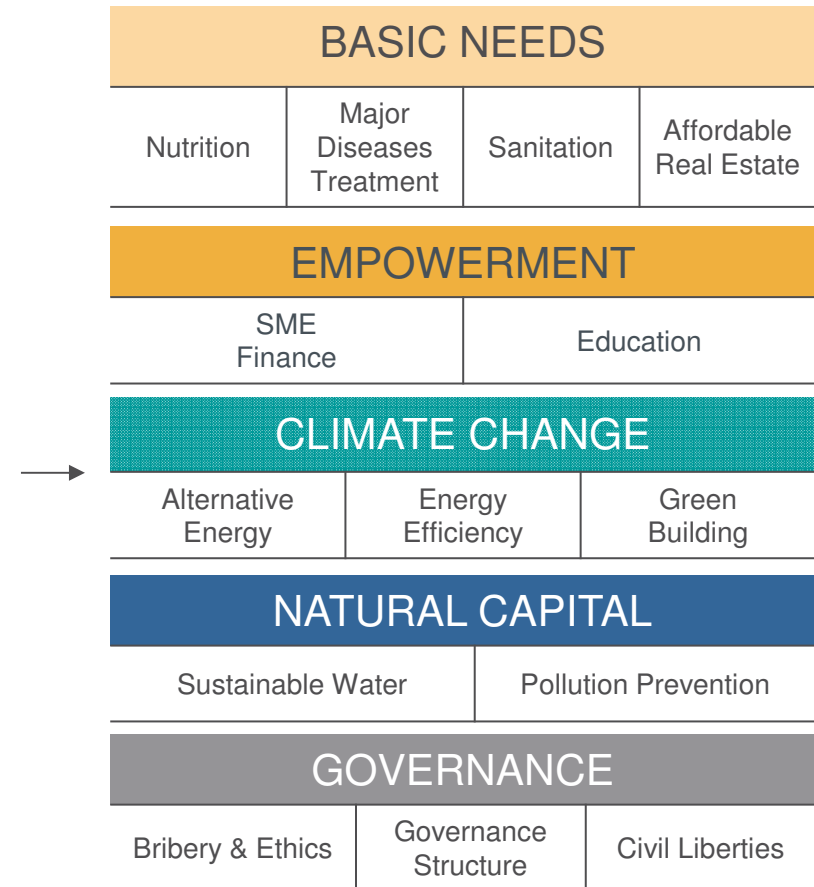 BASIC NEEDS
Nutrition
Major
Diseases
Treatment
Sanitation
Affordable
Real Estate
EMPOWERMENT
SME
Finance
Education
CLIMATE CHANGE
Alternative
Energy
Energy
Efficiency
Green
Building
NATURAL CAPITAL
Sustainable Water
Pollution Prevention
GOVERNANCE
Bribery & Ethics
Governance
Structure
Civil Liberties